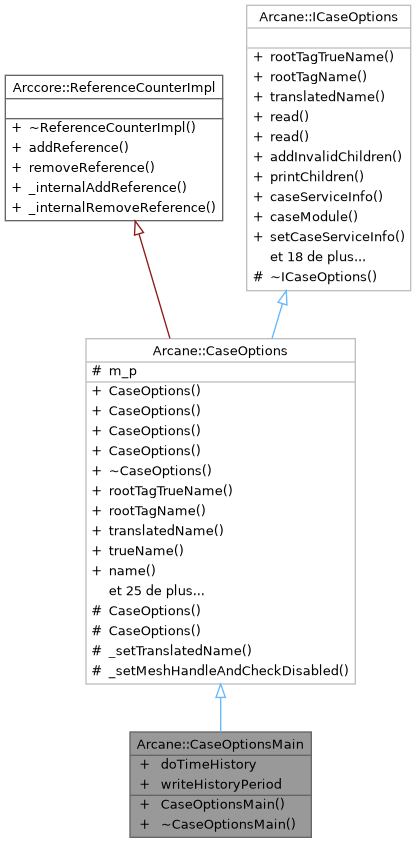 Arcane::ICaseOptions
+ rootTagTrueName()
+ rootTagName()
+ translatedName()
+ read()
+ read()
+ addInvalidChildren()
+ printChildren()
+ caseServiceInfo()
+ caseModule()
+ setCaseServiceInfo()
et 18 de plus...
# ~ICaseOptions()
Arccore::ReferenceCounterImpl
+ ~ReferenceCounterImpl()
+ addReference()
+ removeReference()
+ _internalAddReference()
+ _internalRemoveReference()
Arcane::CaseOptions
# m_p
+ CaseOptions()
+ CaseOptions()
+ CaseOptions()
+ CaseOptions()
+ ~CaseOptions()
+ rootTagTrueName()
+ rootTagName()
+ translatedName()
+ trueName()
+ name()
et 25 de plus...
# CaseOptions()
# CaseOptions()
# _setTranslatedName()
# _setMeshHandleAndCheckDisabled()
Arcane::CaseOptionsMain
+ doTimeHistory
+ writeHistoryPeriod
+ CaseOptionsMain()
+ ~CaseOptionsMain()